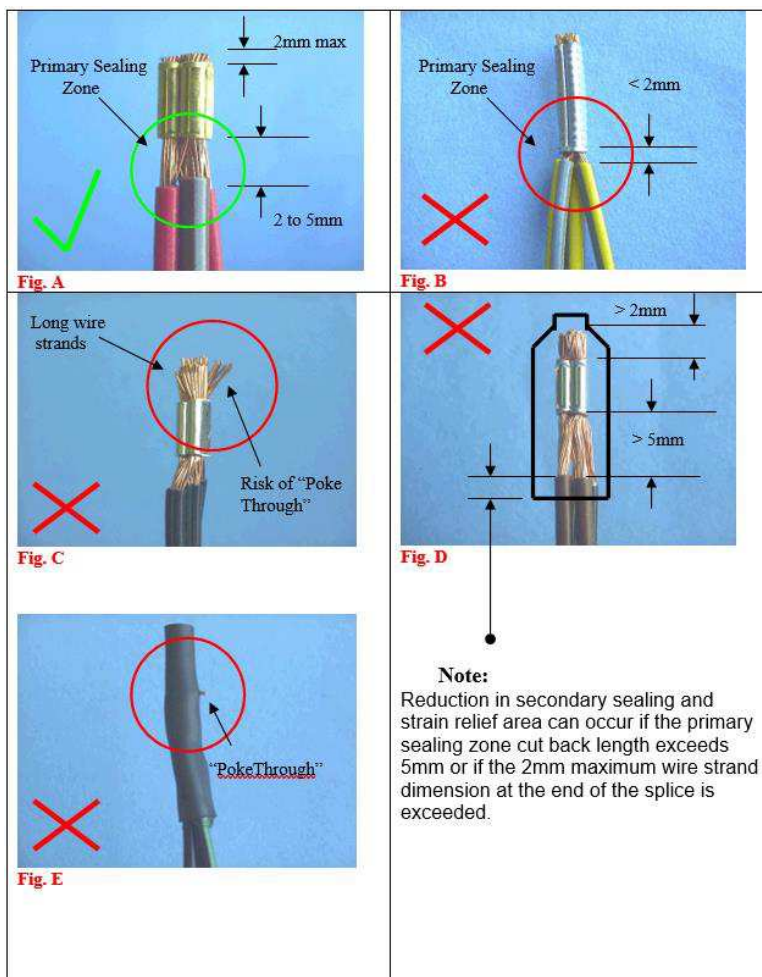 2mm max
Primary Sealing
Zone
2 to 5mm
Fig. A
Primary Sealing
Zone
< 2mm
Fig. B
Long wire
strands
Risk of “Poke
Through”
Fig. C
> 2mm
> 5mm
Fig. D
“PokeThrough”
Fig. E
Note:
Reduction in secondary sealing and
strain relief area can occur if the primary
sealing zone cut back length exceeds
5mm or if the 2mm maximum wire strand
dimension at the end of the splice is
exceeded.